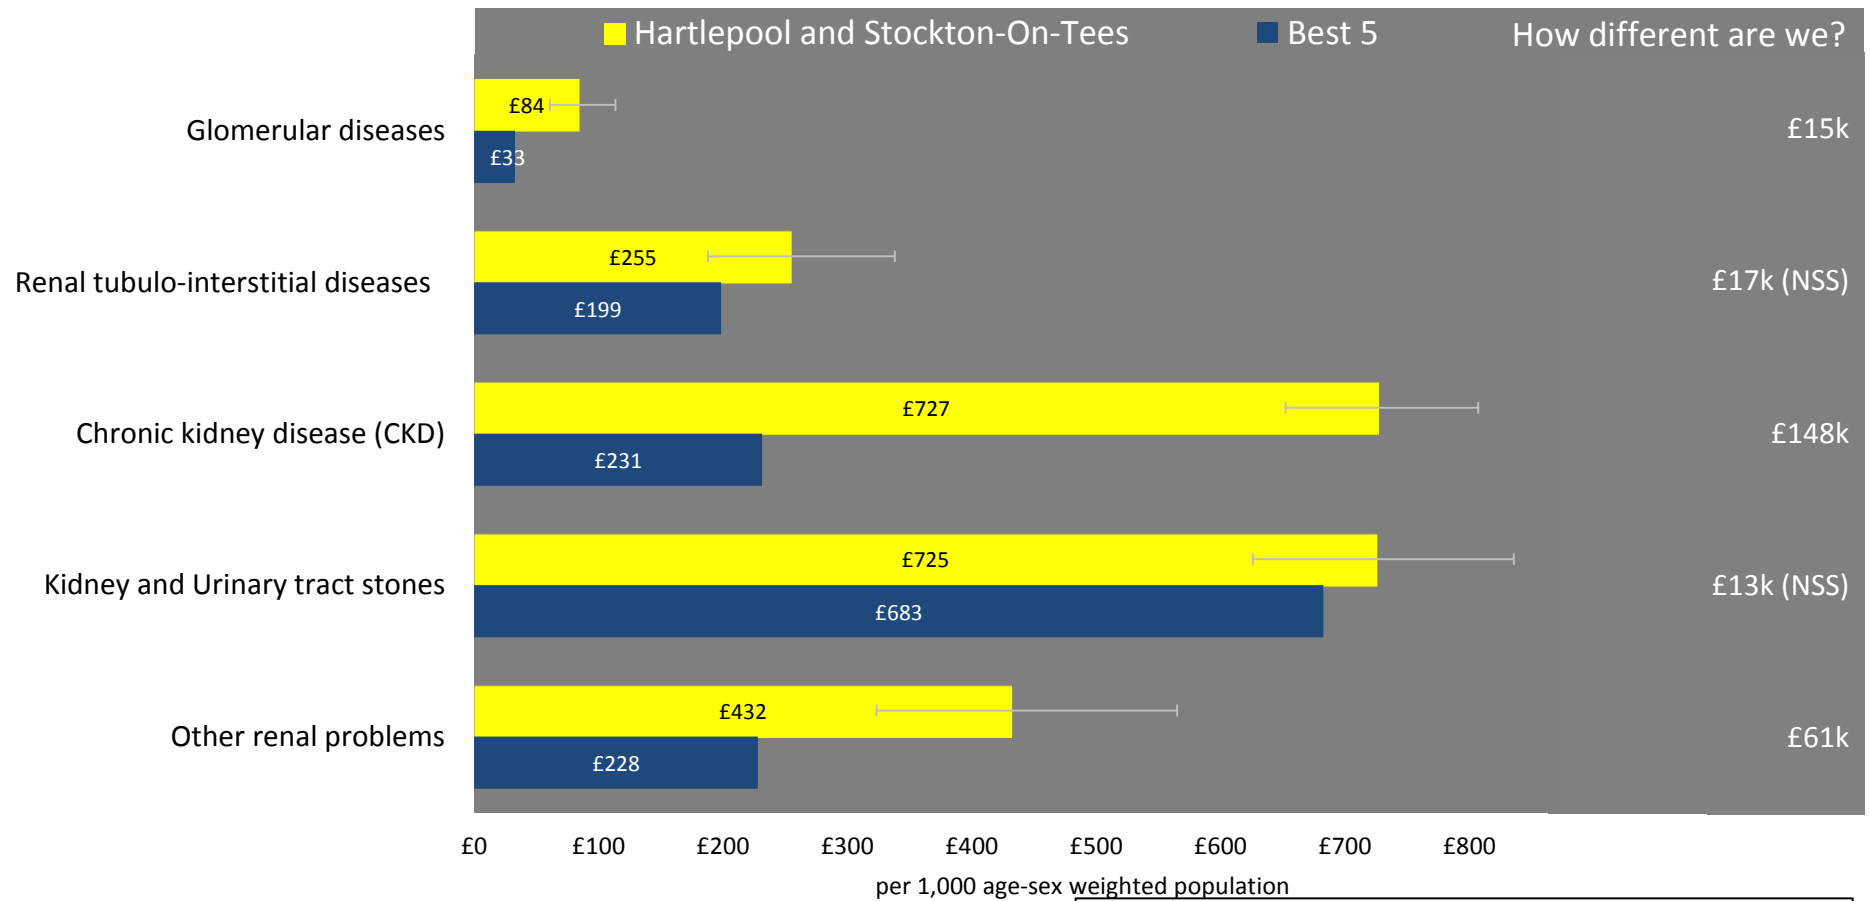 Hartlepool and Stockton-On-Tees Best 5 How different are we?
Glomerular diseases £84 £33 £15k
Renal tubulo-interstitial diseases £255 £199 £17k (NSS)
Chronic kidney disease (CKD) £727 £231 £148k
Kidney and Urinary tract stones £725 £683 £13k (NSS)
Other renal problems £432 £228 £61k
£0 £100 £200 £300 £400 £500 £600 £700 £800
per 1,000 age-sex weighted population